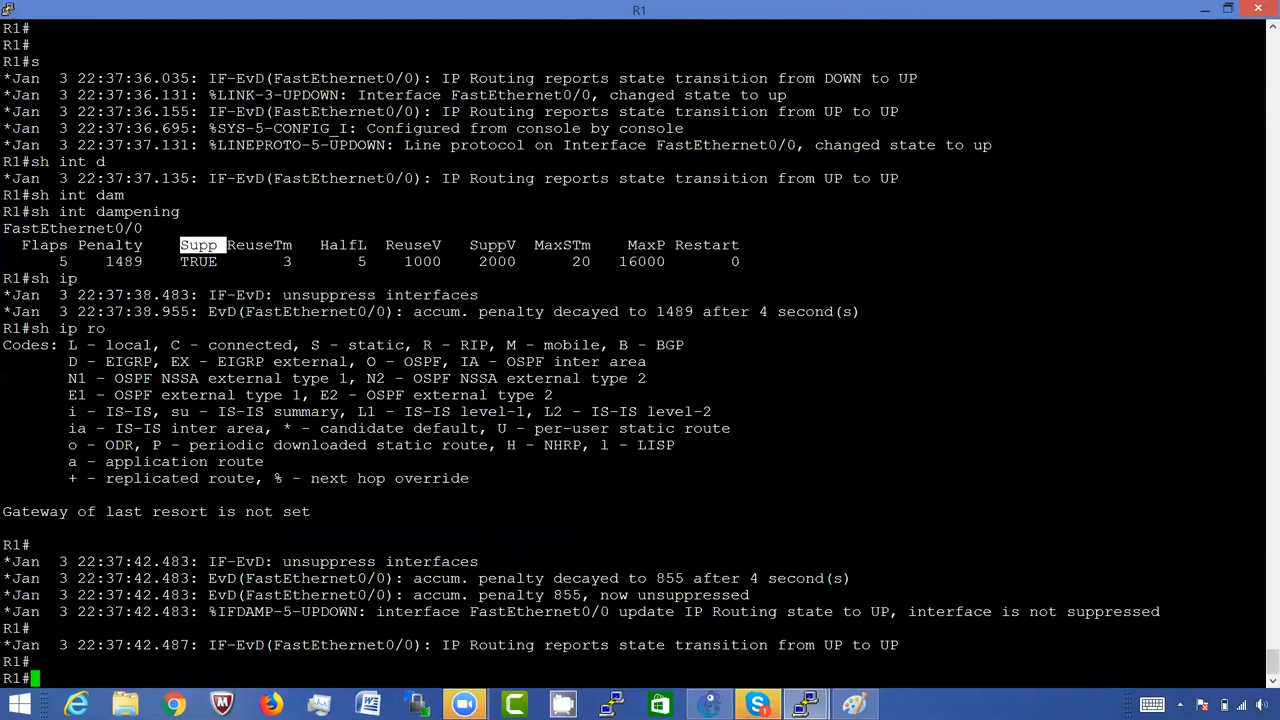 R1
R1#
R1#
R1#s
*Jan  3 22:37:36.035: IF-EvD(FastEthernet0/0): IP Routing reports state transition from DOWN to UP
*Jan  3 22:37:36.131: %LINK-3-UPDOWN: Interface FastEthernet0/0, changed state to up
*Jan  3 22:37:36.155: IF-EvD(FastEthernet0/0): IP Routing reports state transition from UP to UP
*Jan  3 22:37:36.695: %SYS-5-CONFIG_I: Configured from console by console
*Jan  3 22:37:37.131: %LINEPROTO-5-UPDOWN: Line protocol on Interface FastEthernet0/0, changed state to up
R1#sh int d
*Jan  3 22:37:37.135: IF-EvD(FastEthernet0/0): IP Routing reports state transition from UP to UP
R1#sh int dam
R1#sh int dampening
FastEthernet0/0
  Flaps Penalty    Supp ReuseTm   HalfL  ReuseV   SuppV  MaxSTm    MaxP Restart
      5    1489    TRUE       3       5    1000    2000      20   16000       0
R1#sh ip
*Jan  3 22:37:38.483: IF-EvD: unsuppress interfaces
*Jan  3 22:37:38.955: EvD(FastEthernet0/0): accum. penalty decayed to 1489 after 4 second(s)
R1#sh ip ro
Codes: L - local, C - connected, S - static, R - RIP, M - mobile, B - BGP
       D - EIGRP, EX - EIGRP external, O - OSPF, IA - OSPF inter area
       N1 - OSPF NSSA external type 1, N2 - OSPF NSSA external type 2
       E1 - OSPF external type 1, E2 - OSPF external type 2
       i - IS-IS, su - IS-IS summary, L1 - IS-IS level-1, L2 - IS-IS level-2
       ia - IS-IS inter area, * - candidate default, U - per-user static route
       o - ODR, P - periodic downloaded static route, H - NHRP, l - LISP
       a - application route
       + - replicated route, % - next hop override
Gateway of last resort is not set
R1#
*Jan  3 22:37:42.483: IF-EvD: unsuppress interfaces
*Jan  3 22:37:42.483: EvD(FastEthernet0/0): accum. penalty decayed to 855 after 4 second(s)
*Jan  3 22:37:42.483: EvD(FastEthernet0/0): accum. penalty 855, now unsuppressed
*Jan  3 22:37:42.483: %IFDAMP-5-UPDOWN: interface FastEthernet0/0 update IP Routing state to UP, interface is not suppressed
R1#
*Jan  3 22:37:42.487: IF-EvD(FastEthernet0/0): IP Routing reports state transition from UP to UP
R1#
R1#